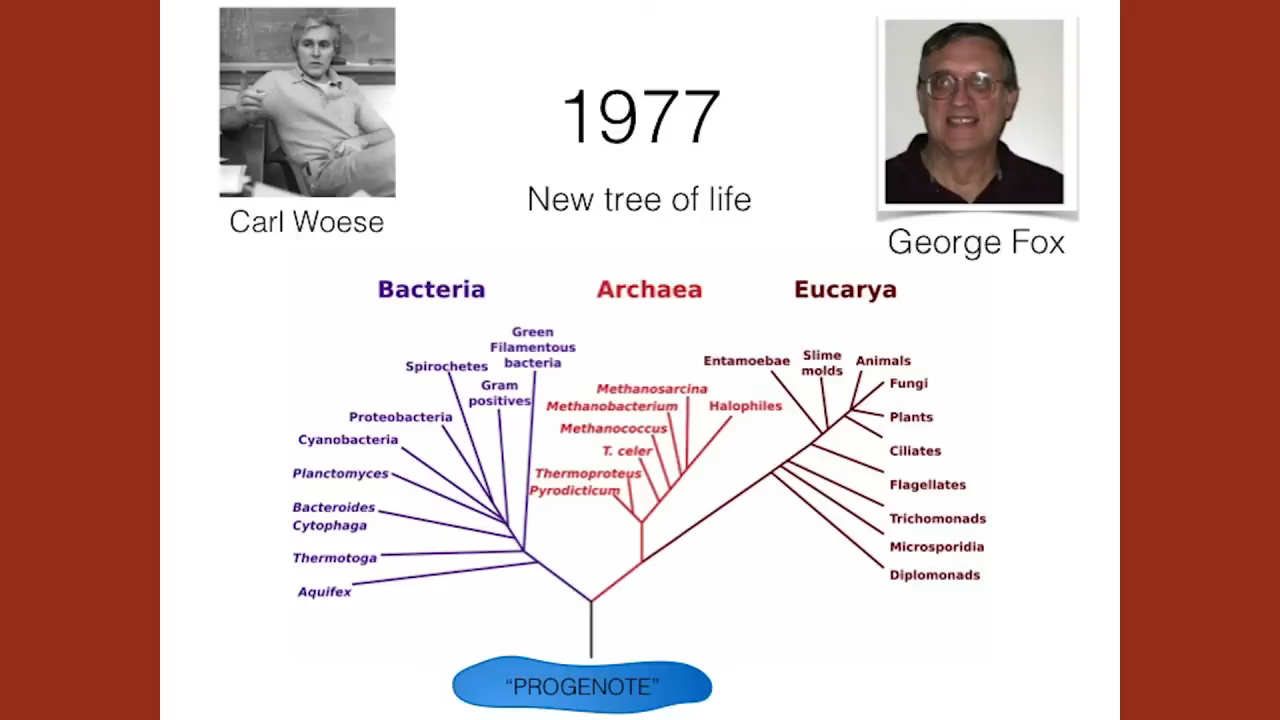 1977
New tree of life
Carl Woese
George Fox
Bacteria
Archaea
Eucarya
Green
Filamentous
bacteria
Spirochetes
Gram
positives
Proteobacteria
Cyanobacteria
Planctomyces
Bacteroides
Cytophaga
Thermotoga
Aquifex
Methanosarcina
Methanobacterium
Halophiles
Methanococcus
T. celer
Thermoproteus
Pyrodicticum
Entamoebae
Slime
molds
Animals
Fungi
Plants
Ciliates
Flagellates
Trichomonads
Microsporidia
Diplomonads
“PROGENOTE”